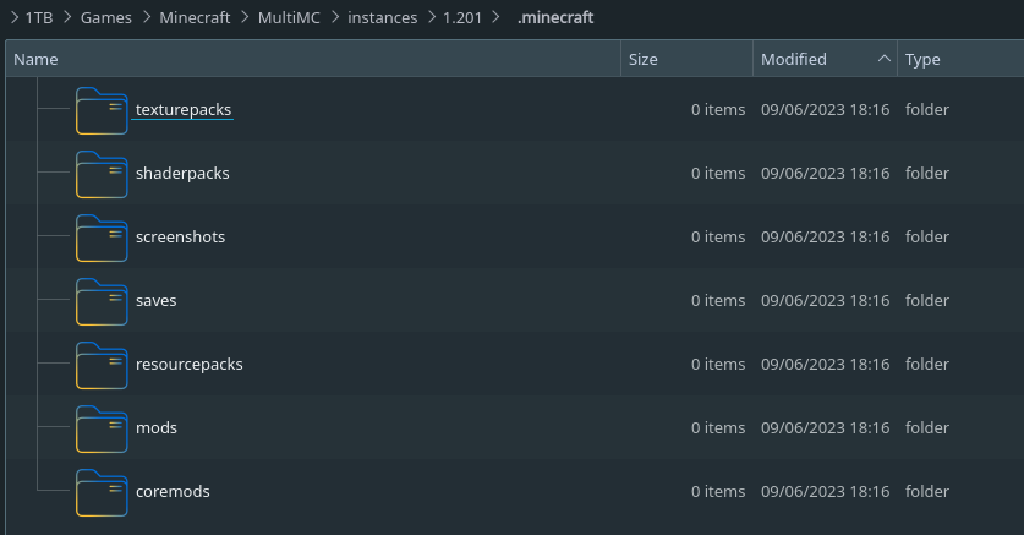 1TB > Games > Minecraft > MultiMC > instances > 1.201 > .minecraft
Name Size Modified Type
texturepacks 0 items 09/06/2023 18:16 folder
shaderpacks 0 items 09/06/2023 18:16 folder
screenshots 0 items 09/06/2023 18:16 folder
saves 0 items 09/06/2023 18:16 folder
resourcepacks 0 items 09/06/2023 18:16 folder
mods 0 items 09/06/2023 18:16 folder
coremods 0 items 09/06/2023 18:16 folder